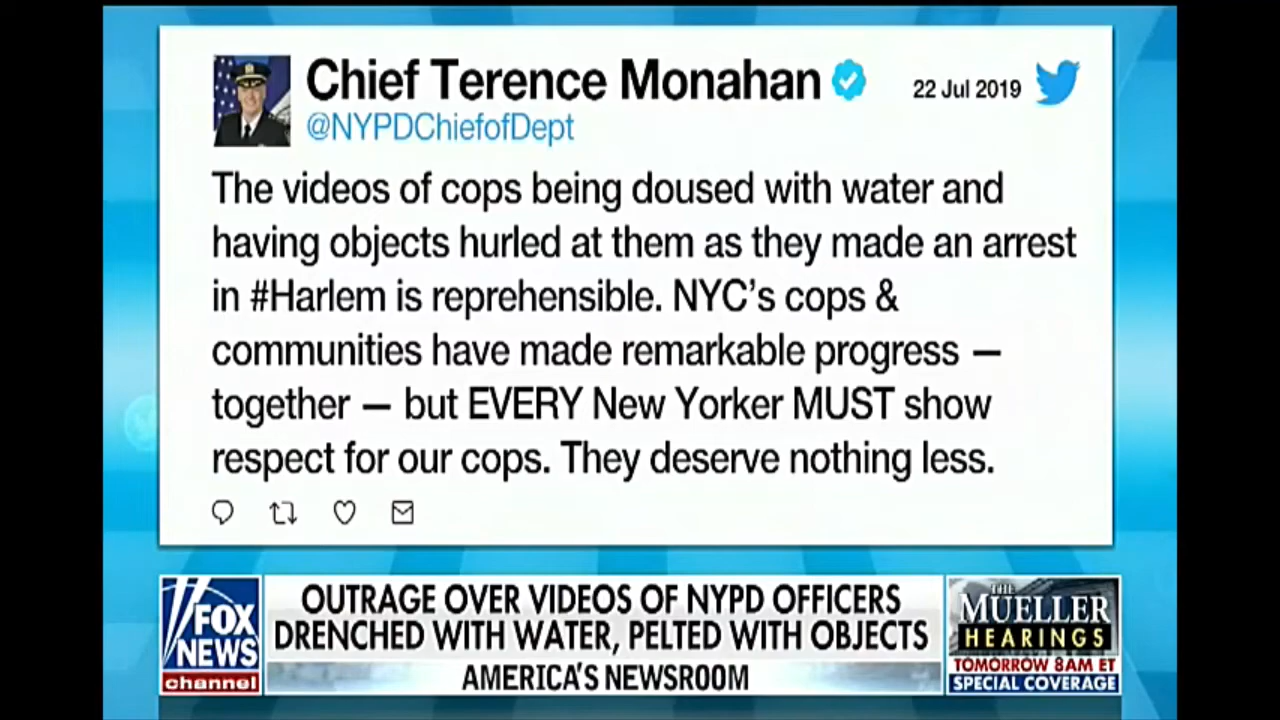 Chief Terence Monahan
22 Jul 2019
@NYPDChiefofDept
The videos of cops being doused with water and
having objects hurled at them as they made an arrest
in #Harlem is reprehensible. NYC’s cops &
communities have made remarkable progress —
together — but EVERY New Yorker MUST show
respect for our cops. They deserve nothing less.
FOX
NEWS
channel
OUTRAGE OVER VIDEOS OF NYPD OFFICERS
DRENCHED WITH WATER, PELTED WITH OBJECTS
AMERICA'S NEWSROOM
THE
MUELLER
HEARINGS
TOMORROW 8AM ET
SPECIAL COVERAGE